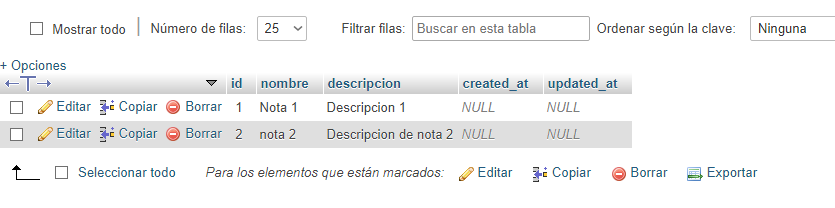 Mostrar todo Número de filas: 25 Filtrar filas: Buscar en esta tabla Ordenar según la clave: Ninguna
+ Opciones
id nombre descripcion created_at updated_at
Editar Copiar Borrar 1 Nota 1 Descripcion 1 NULL NULL
Editar Copiar Borrar 2 nota 2 Descripcion de nota 2 NULL NULL
Seleccionar todo Para los elementos que están marcados: Editar Copiar Borrar Exportar